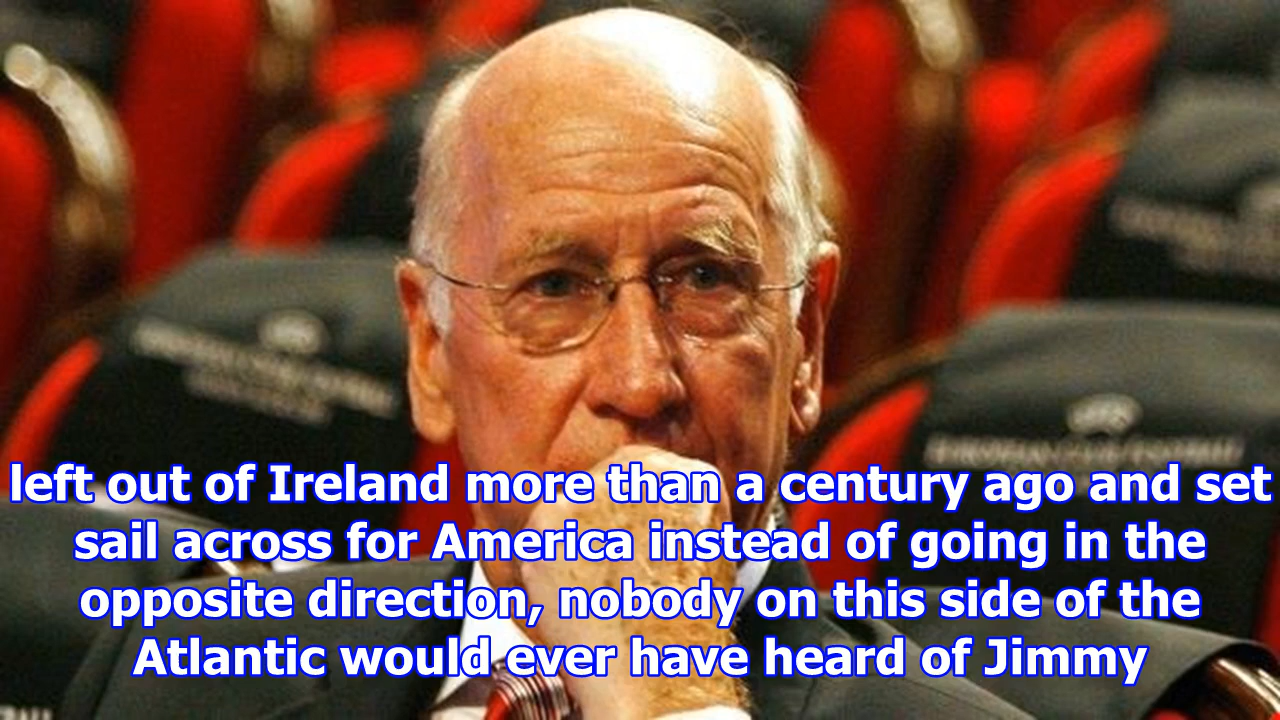 left out of Ireland more than a century ago and set
sail across for America instead of going in the
opposite direction, nobody on this side of the
Atlantic would ever have heard of Jimmy